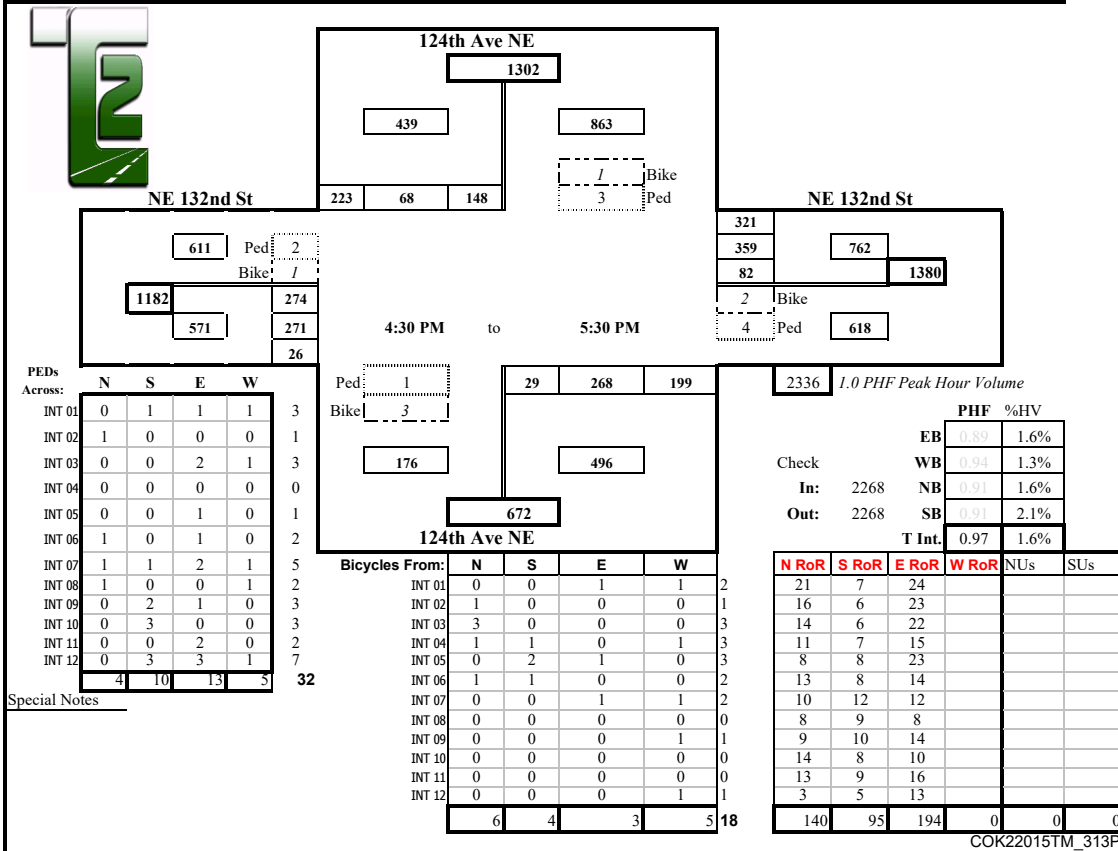 T2
124th Ave NE
1302
439 863
1 Bike
NE 132nd St 223 68 148 3 Ped NE 132nd St
321
611 Ped 2 359 762
Bike 1 82 1380
1182 274 2 Bike
571 271 4:30 PM to 5:30 PM 4 Ped 618
26
PEDs
Across: N S E W Ped 1 29 268 199 2336 1.0 PHF Peak Hour Volume
INT 01 0 1 1 1 3 Bike 3 PHF %HV
INT 02 1 0 0 0 1 EB 0.89 1.6%
INT 03 0 0 2 1 3 176 496 Check WB 0.94 1.3%
INT 04 0 0 0 0 0 In: 2268 NB 0.91 1.6%
INT 05 0 0 1 0 1 672 Out: 2268 SB 0.91 2.1%
INT 06 1 0 1 0 2 124th Ave NE T Int. 0.97 1.6%
INT 07 1 1 2 1 5 Bicycles From: N S E W N RoR S RoR E RoR W RoR NUs SUs
INT 08 1 0 0 1 2 INT 01 0 0 1 1 2 21 7 24
INT 09 0 2 1 0 3 INT 02 1 0 0 0 1 16 6 23
INT 10 0 3 0 0 3 INT 03 3 0 0 0 3 14 6 22
INT 11 0 0 2 0 2 INT 04 1 1 0 1 3 11 7 15
INT 12 0 3 3 1 7 INT 05 0 2 1 0 3 8 8 23
4 10 13 5 32 INT 06 1 1 0 0 2 13 8 14
Special Notes INT 07 0 0 1 1 2 10 12 12
INT 08 0 0 0 0 0 8 9 8
INT 09 0 0 0 1 1 9 10 14
INT 10 0 0 0 0 0 14 8 10
INT 11 0 0 0 0 0 13 9 16
INT 12 0 0 0 1 1 3 5 13
6 4 3 5 18 140 95 194 0 0 0
COK22015TM_313P